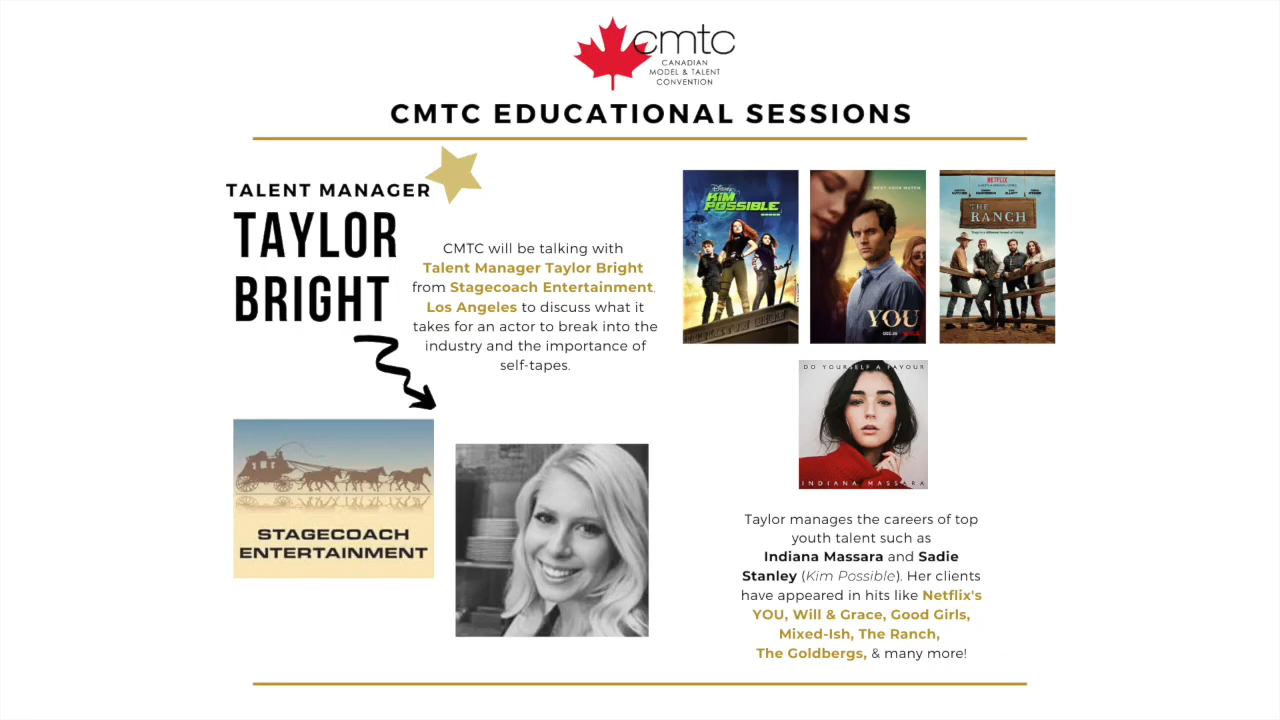 cmtc
CANADIAN
MODEL & TALENT
CONVENTION
CMTC EDUCATIONAL SESSIONS
TALENT MANAGER
TAYLOR
BRIGHT
CMTC will be talking with
Talent Manager Taylor Bright
from Stagecoach Entertainment,
Los Angeles to discuss what it
takes for an actor to break into the
industry and the importance of
self-tapes.
STAGECOACH
ENTERTAINMENT
Disney
KIM
POSSIBLE
YOU
NETFLIX
THE
RANCH
DO YOURSELF A FAVOUR
INDIANA MASSARA
Taylor manages the careers of top
youth talent such as
Indiana Massara and Sadie
Stanley (Kim Possible). Her clients
have appeared in hits like Netflix's
YOU, Will & Grace, Good Girls,
Mixed-Ish, The Ranch,
The Goldbergs, & many more!